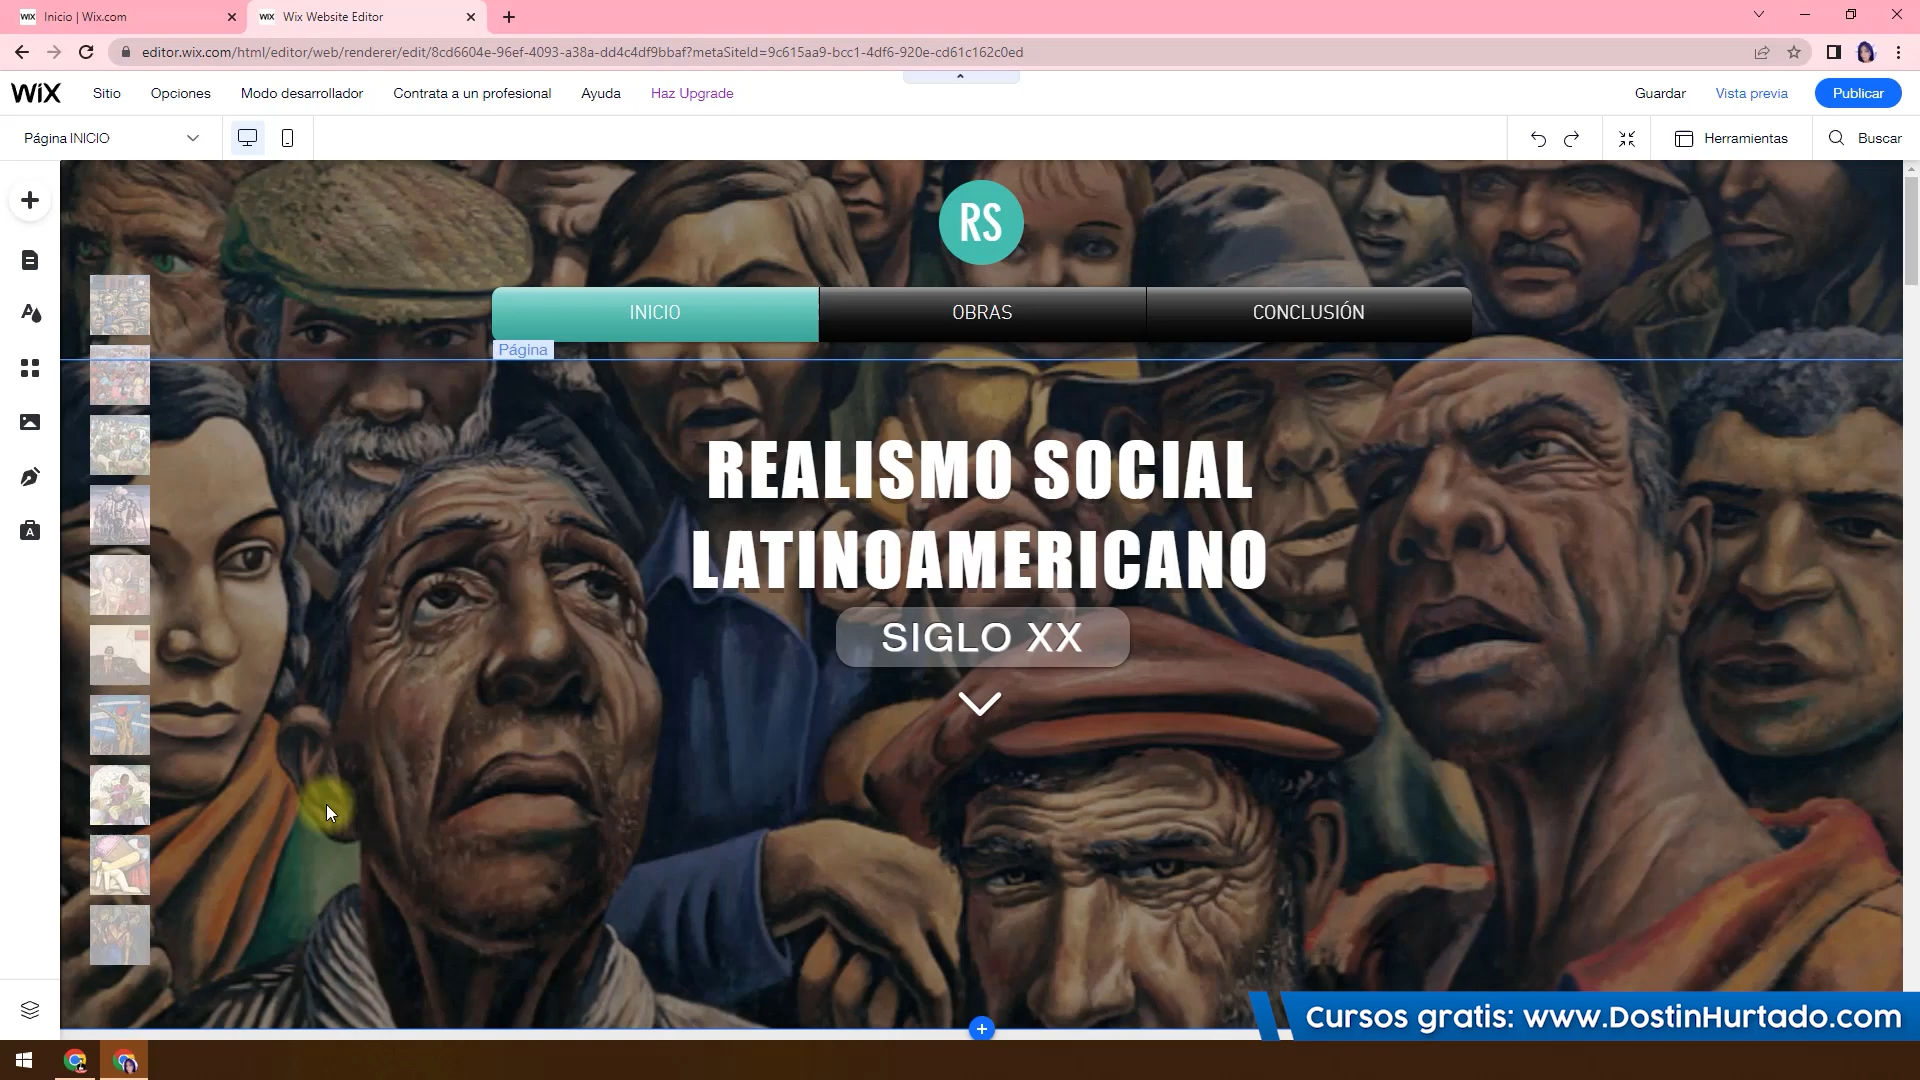 WiX Inicio | Wix.com
WiX Wix Website Editor
editor.wix.com/html/editor/web/renderer/edit/8cd6604e-96ef-4093-a38a-dd4c4df9bbaf?metaSiteId=9c615aa9-bcc1-4df6-920e-cd61c162c0ed
WiX Sitio Opciones Modo desarrollador Contrata a un profesional Ayuda Haz Upgrade Guardar Vista previa Publicar
Página INICIO Herramientas Buscar
RS
INICIO OBRAS CONCLUSIÓN
Página
REALISMO SOCIAL
LATINOAMERICANO
SIGLO XX
Cursos gratis: www.DostinHurtado.com